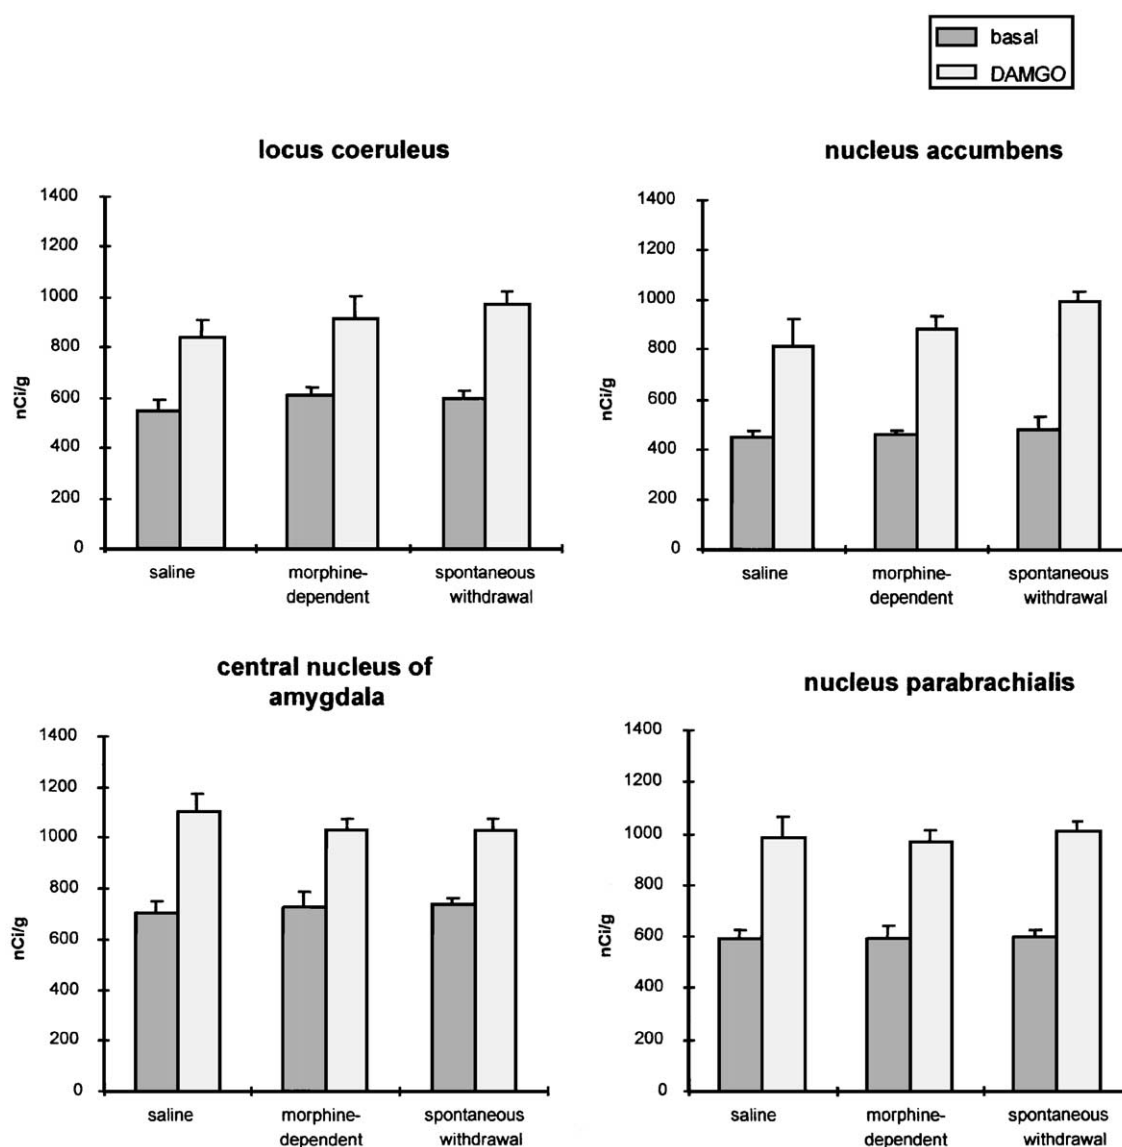 basal
DAMGO
locus coeruleus
1400
1200
1000
800
600
400
200
0
nCi/g
saline
morphine-
dependent
spontaneous
withdrawal
nucleus accumbens
1400
1200
1000
800
600
400
200
0
nCi/g
saline
morphine-
dependent
spontaneous
withdrawal
central nucleus of
amygdala
1400
1200
1000
800
600
400
200
0
nCi/g
saline
morphine-
dependent
spontaneous
withdrawal
nucleus parabrachialis
1400
1200
1000
800
600
400
200
0
nCi/g
saline
morphine-
dependent
spontaneous
withdrawal